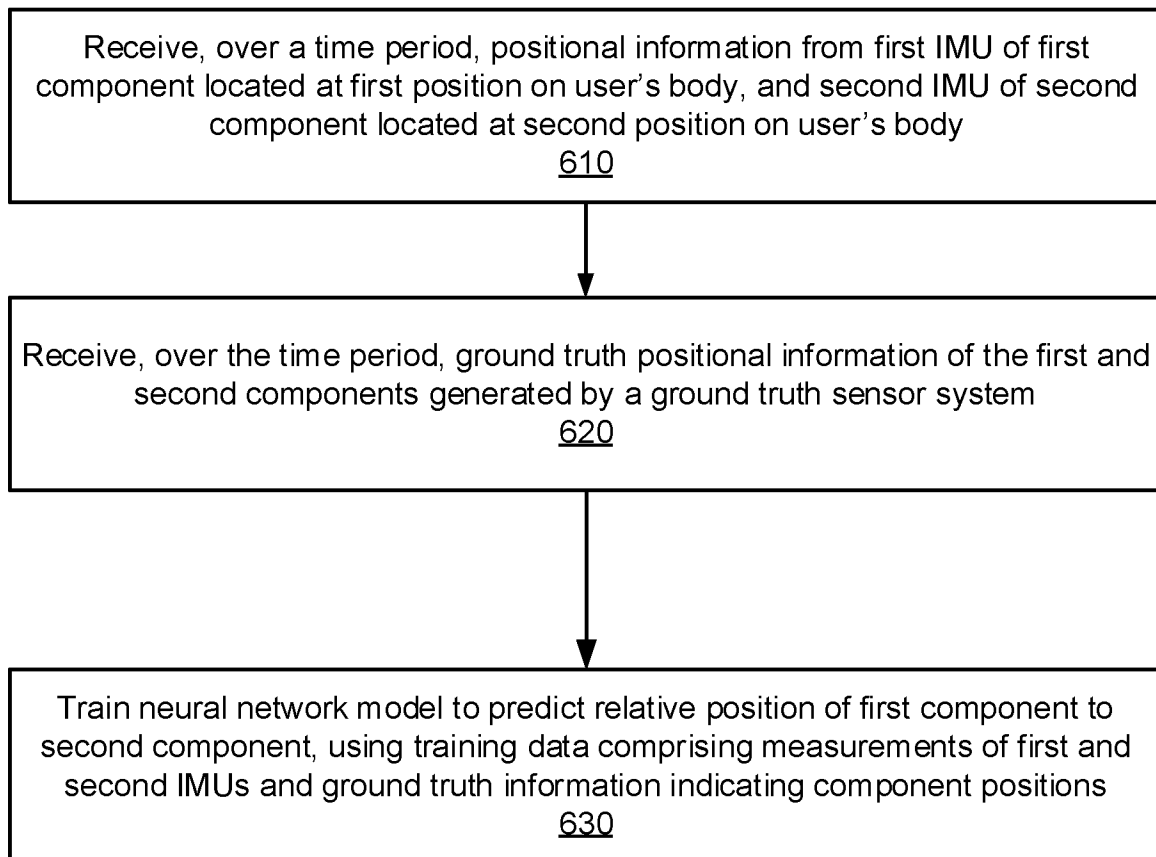 Receive, over a time period, positional information from first IMU of first
component located at first position on user's body, and second IMU of second
component located at second position on user's body
610
Receive, over the time period, ground truth positional information of the first and
second components generated by a ground truth sensor system
620
Train neural network model to predict relative position of first component to
second component, using training data comprising measurements of first and
second IMUs and ground truth information indicating component positions
630